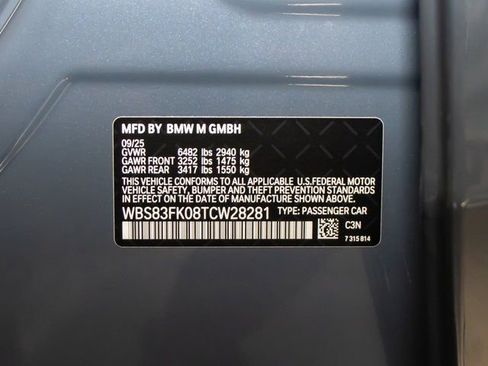 MFD BY BMW M GMBH
09/25
GVWR 6482 lbs 2940 kg
GAWR FRONT 3252 lbs 1475 kg
GAWR REAR 3417 lbs 1550 kg
THIS VEHICLE CONFORMS TO ALL APPLICABLE U.S.FEDERAL MOTOR
VEHICLE SAFETY, BUMPER, AND THEFT PREVENTION STANDARDS
IN EFFECT ON THE DATE OF MANUFACTURE SHOWN ABOVE.
WBS83FK08TCW28281 TYPE: PASSENGER CAR
C3N
7 315 814